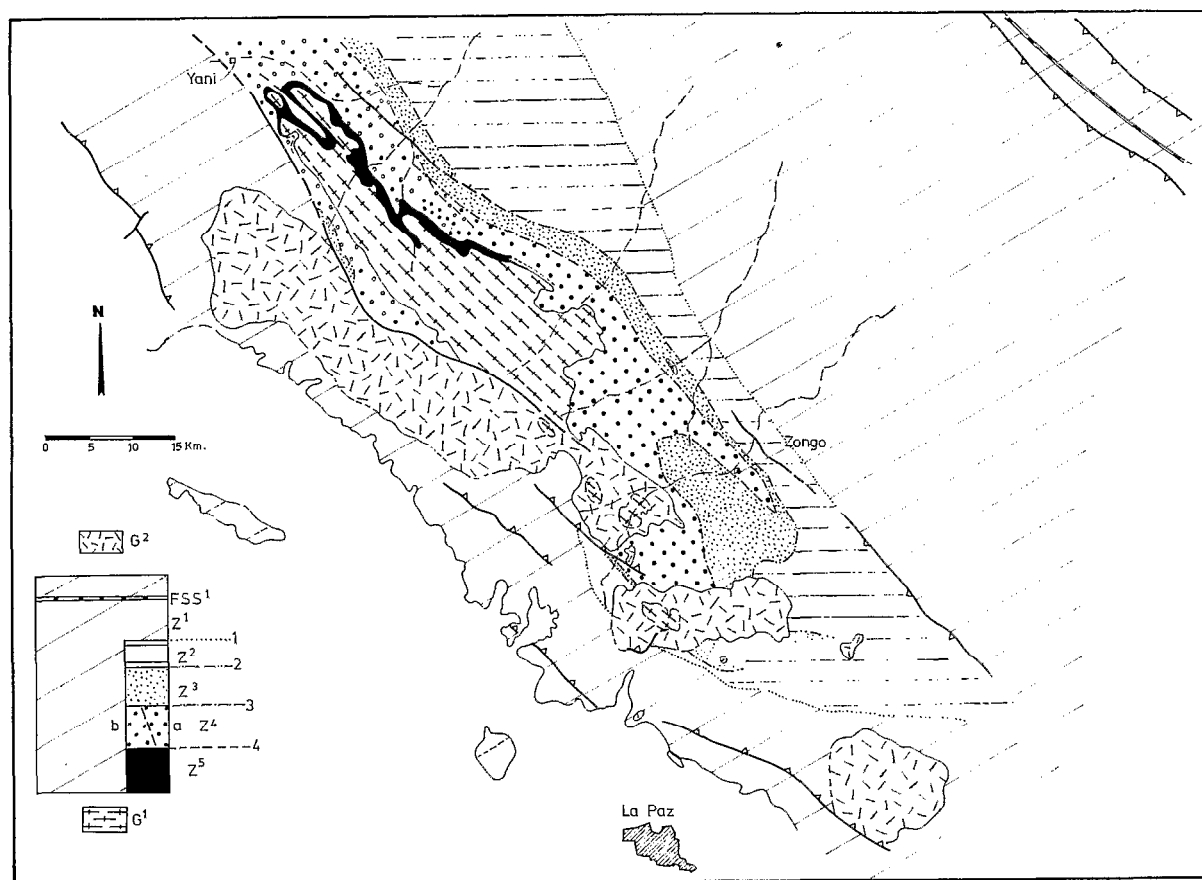 Yani
N
0 5 10 15 Km.
Zongo
G²
FSS¹
Z¹
1
Z²
2
Z³
3
b a Z⁴
4
Z⁵
G¹
La Paz